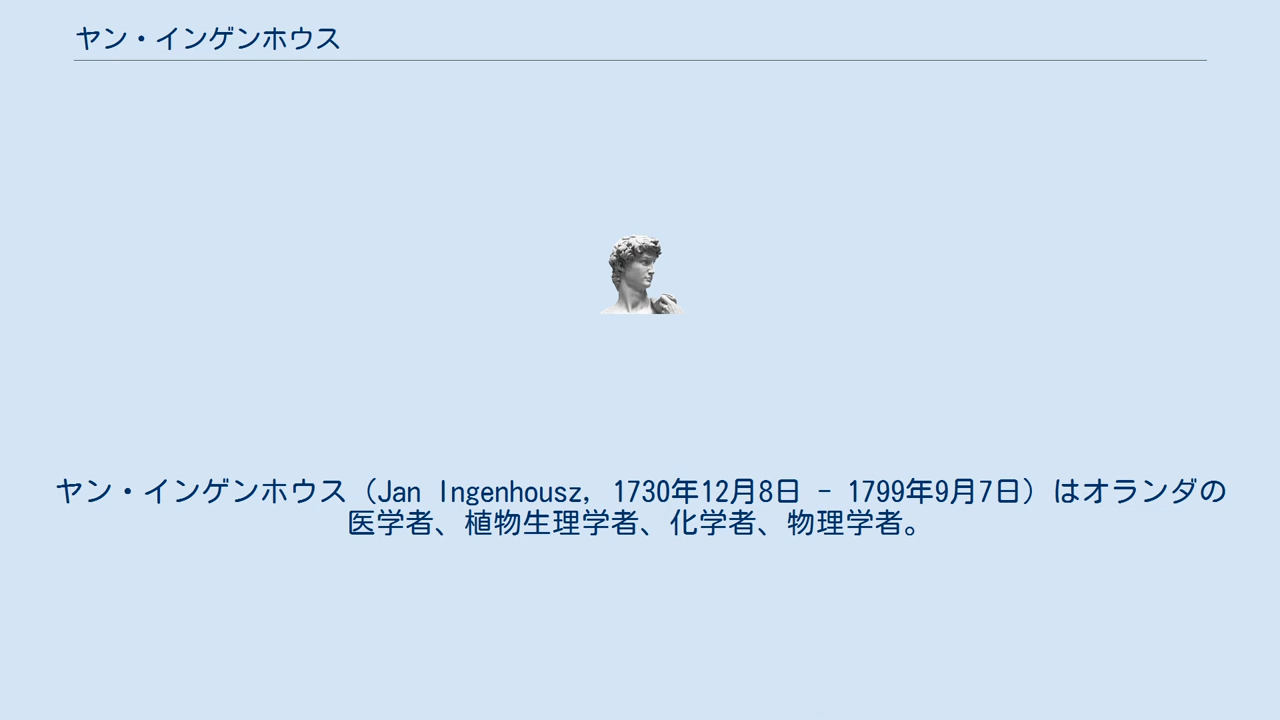 ヤン・インゲンホウス
ヤン・インゲンホウス（Jan Ingenhousz, 1730年12月8日 - 1799年9月7日）はオランダの
医学者、植物生理学者、化学者、物理学者。